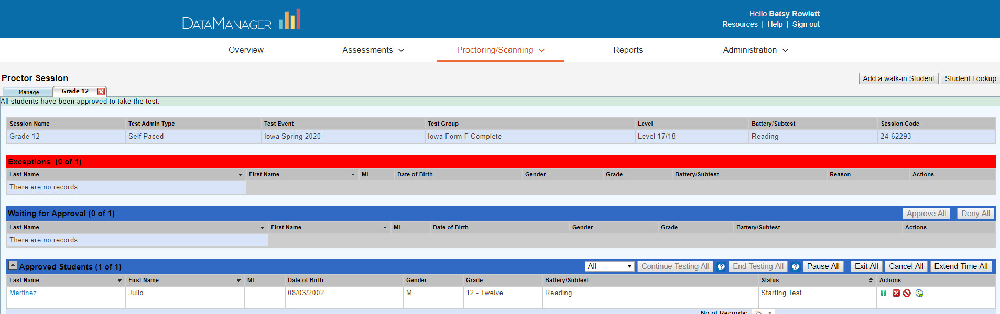 Hello Betsy Rowlett
DATAMANAGER
Resources | Help | Sign out
Overview Assessments Proctoring/Scanning Reports Administration
Proctor Session
Add a walk-in Student Student Lookup
Manage Grade 12
All students have been approved to take the test.
Session Name Test Admin Type Test Event Test Group Level Battery/Subtest Session Code
Grade 12 Self Paced Iowa Spring 2020 Iowa Form F Complete Level 17/18 Reading 24-62293
Exceptions (0 of 1)
Last Name First Name MI Date of Birth Gender Grade Battery/Subtest Reason Actions
There are no records.
Waiting for Approval (0 of 1) Approve All Deny All
Last Name First Name MI Date of Birth Gender Grade Battery/Subtest Actions
There are no records.
Approved Students (1 of 1) All Continue Testing All ? End Testing All ? Pause All Exit All Cancel All Extend Time All
Last Name First Name MI Date of Birth Gender Grade Battery/Subtest Status Actions
Martinez Julio 08/03/2002 M 12 - Twelve Reading Starting Test
No of Records: 25